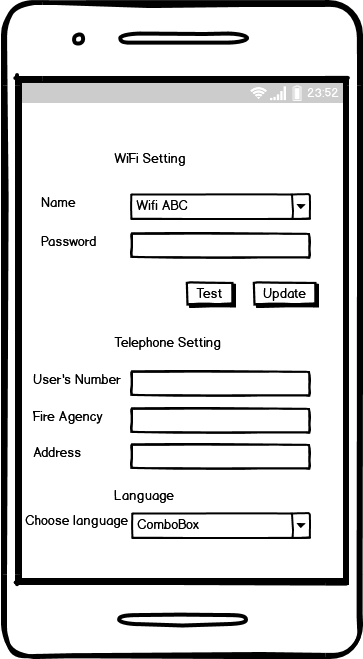 23:52
WiFi Setting
Name Wifi ABC
Password
Test Update
Telephone Setting
User's Number
Fire Agency
Address
Language
Choose language ComboBox